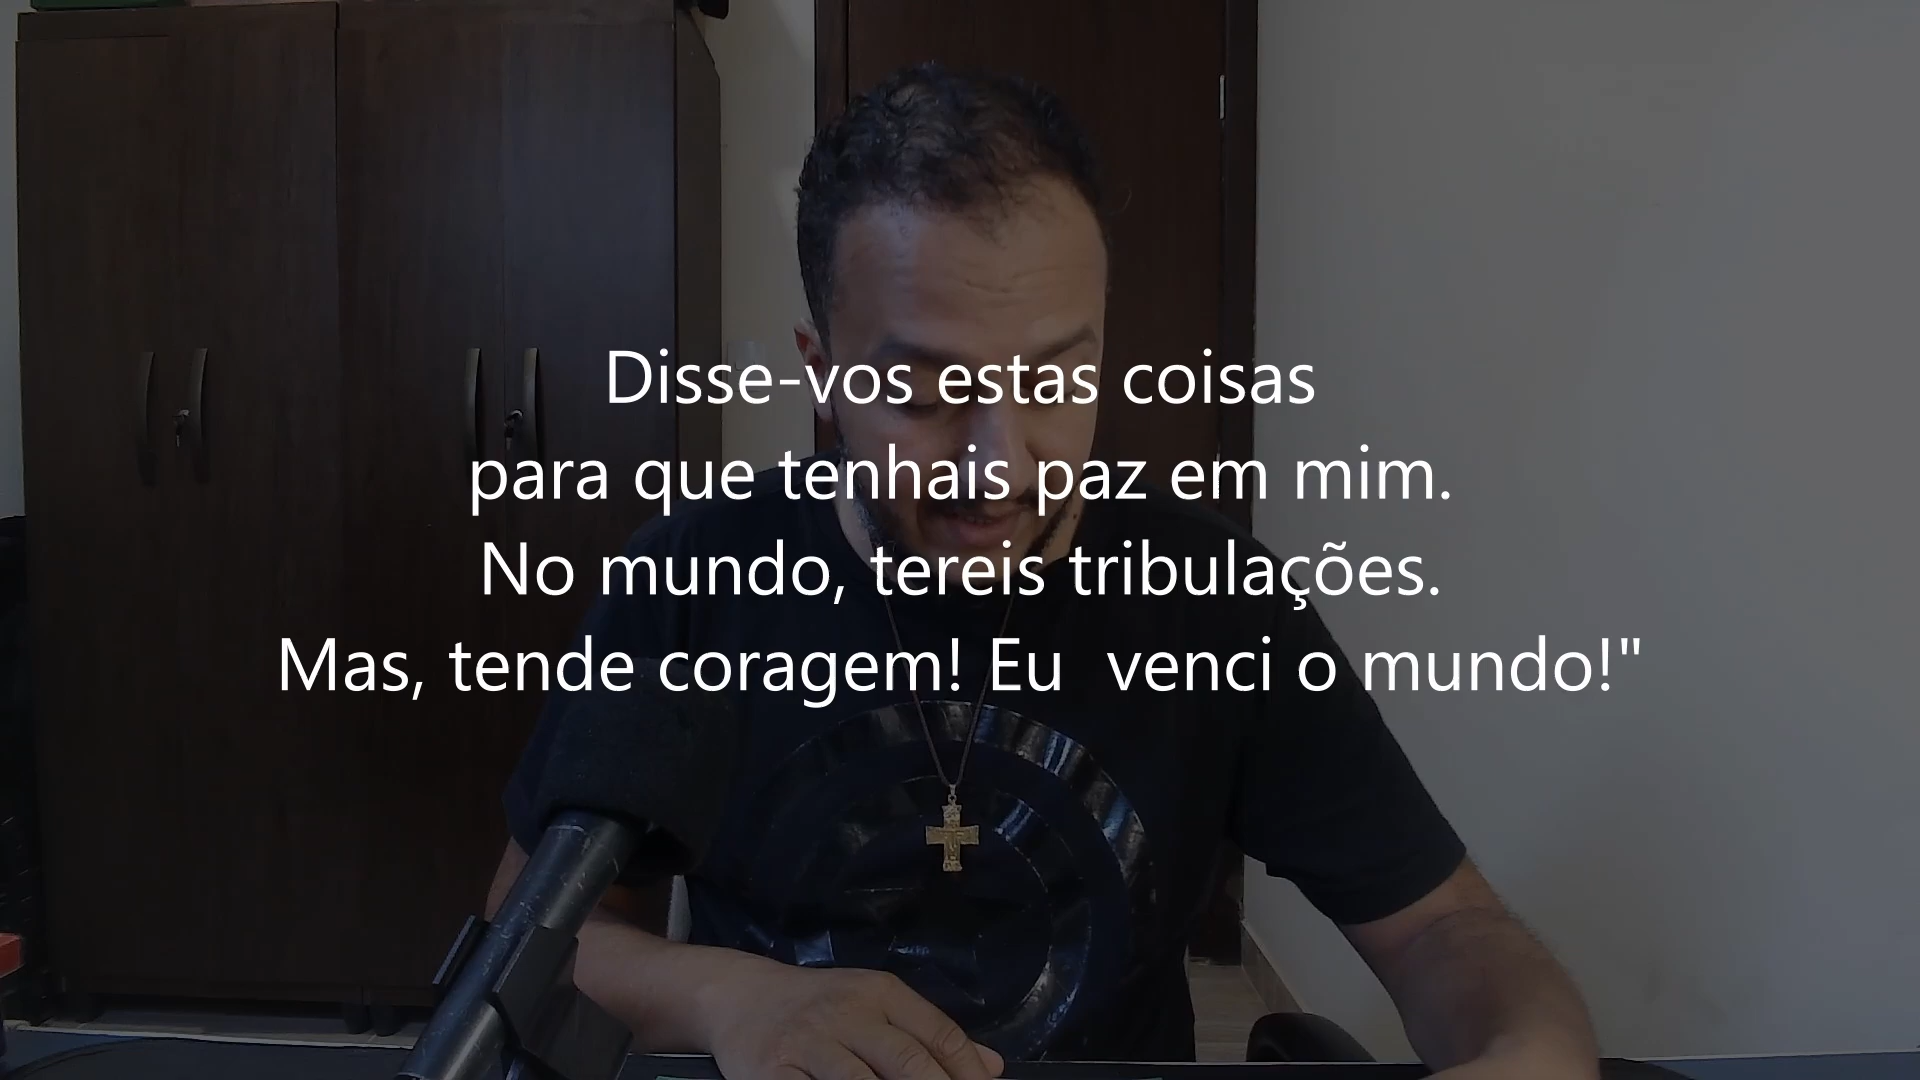 Disse-vos estas coisas
para que tenhais paz em mim.
No mundo, tereis tribulações.
Mas, tende coragem! Eu  venci o mundo!"